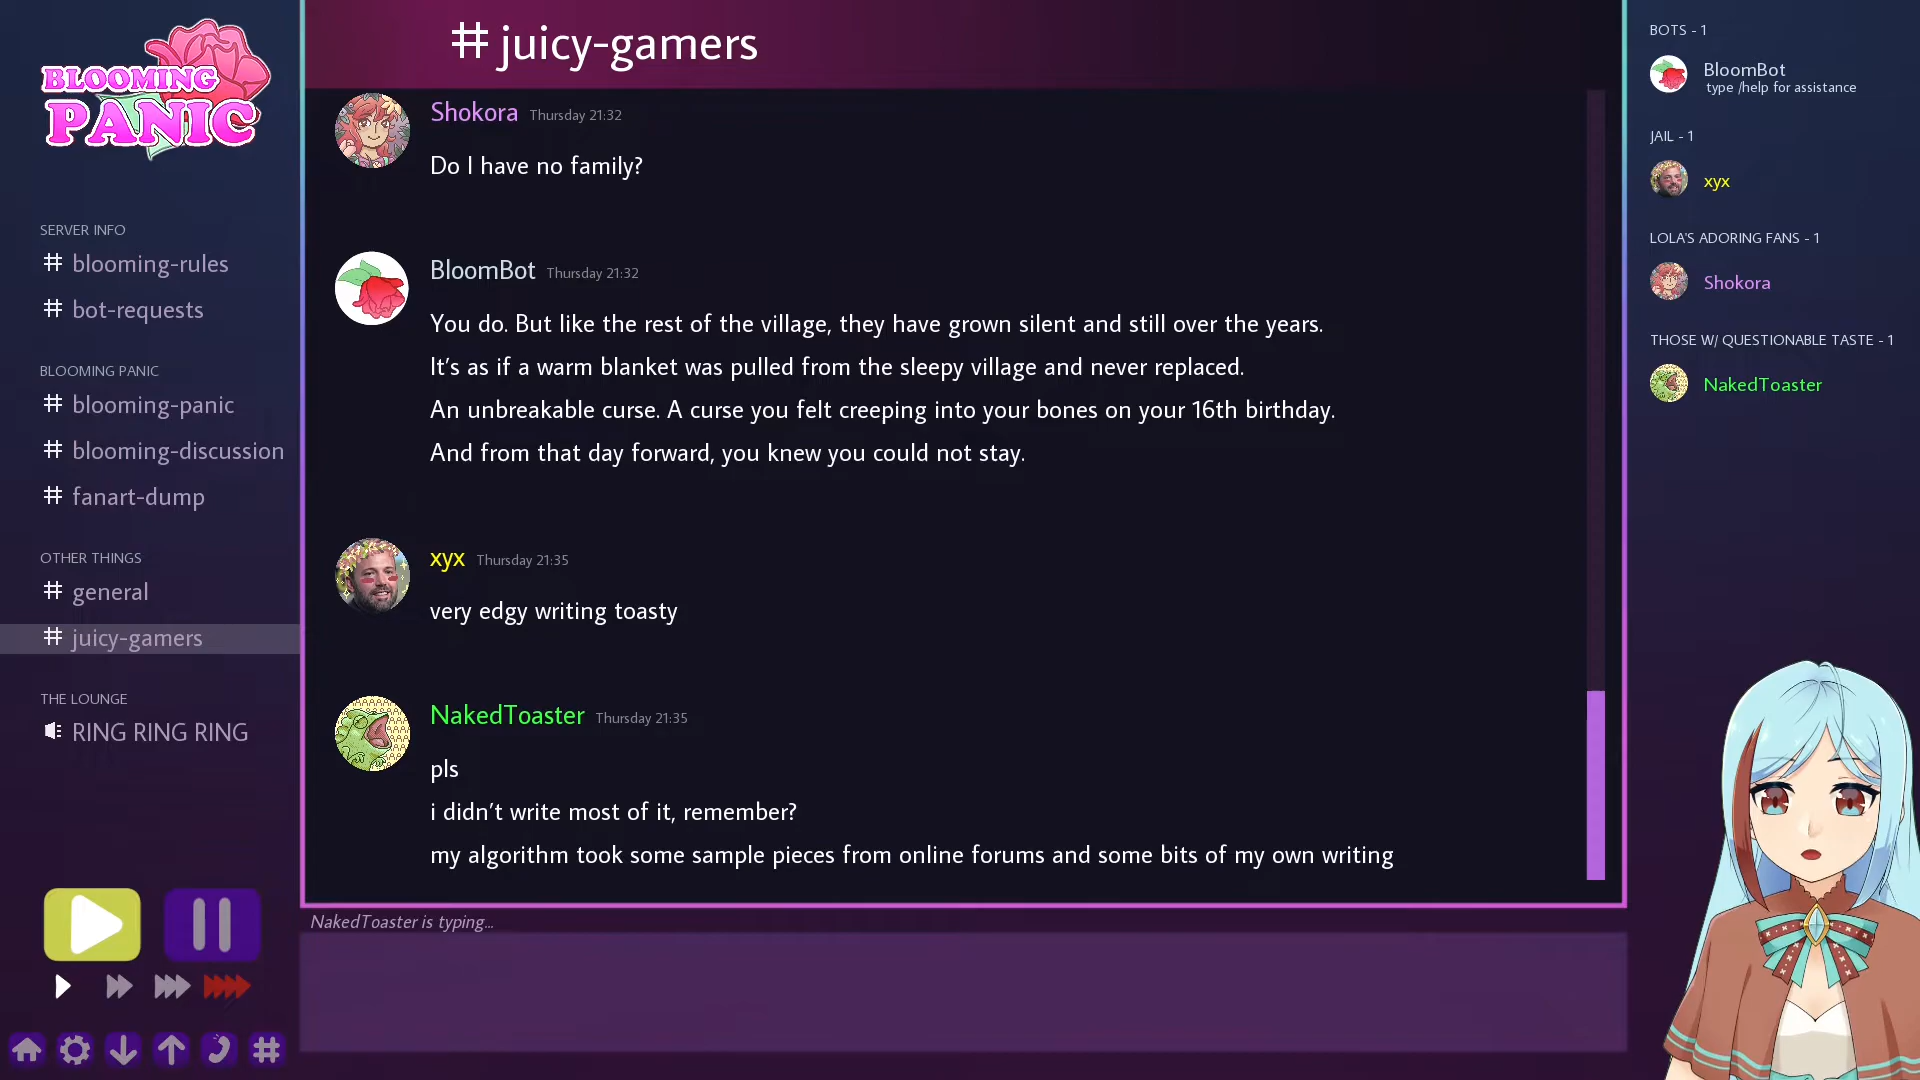 BLOOMING
PANIC
SERVER INFO
# blooming-rules
# bot-requests
BLOOMING PANIC
# blooming-panic
# blooming-discussion
# fanart-dump
OTHER THINGS
# general
# juicy-gamers
THE LOUNGE
RING RING RING
# juicy-gamers
Shokora Thursday 21:32
Do I have no family?
BloomBot Thursday 21:32
You do. But like the rest of the village, they have grown silent and still over the years.
It’s as if a warm blanket was pulled from the sleepy village and never replaced.
An unbreakable curse. A curse you felt creeping into your bones on your 16th birthday.
And from that day forward, you knew you could not stay.
xyx Thursday 21:35
very edgy writing toasty
NakedToaster Thursday 21:35
pls
i didn’t write most of it, remember?
my algorithm took some sample pieces from online forums and some bits of my own writing
NakedToaster is typing...
BOTS - 1
BloomBot
type /help for assistance
JAIL - 1
xyx
LOLA'S ADORING FANS - 1
Shokora
THOSE W/ QUESTIONABLE TASTE - 1
NakedToaster